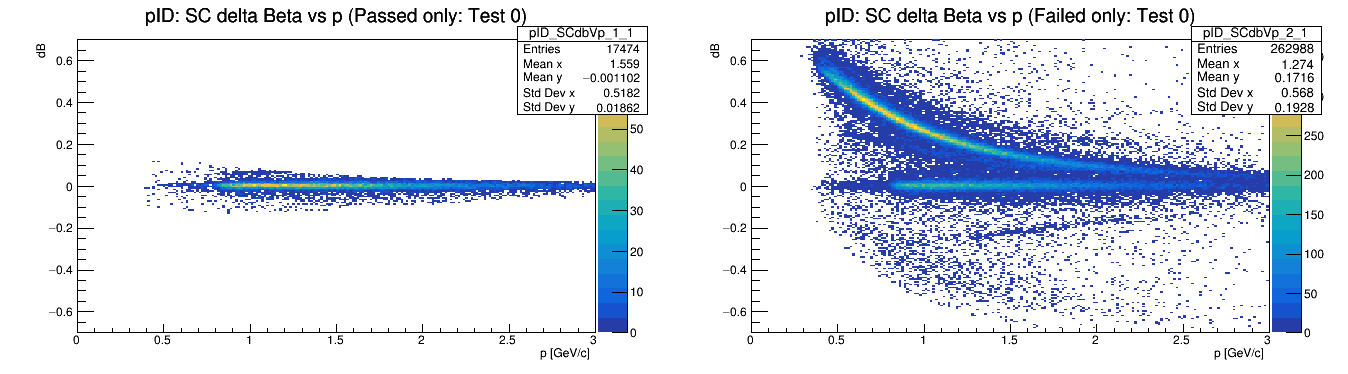 pID: SC delta Beta vs p (Passed only: Test 0)
pID_SCdbVp_1_1
Entries 17474
Mean x 1.559
Mean y −0.001102
Std Dev x 0.5182
Std Dev y 0.01862
dB
0.6
0.4
0.2
0
−0.2
−0.4
−0.6
0 0.5 1 1.5 2 2.5 3
p [GeV/c]
50
40
30
20
10
0
pID: SC delta Beta vs p (Failed only: Test 0)
pID_SCdbVp_2_1
Entries 262988
Mean x 1.274
Mean y 0.1716
Std Dev x 0.568
Std Dev y 0.1928
dB
0.6
0.4
0.2
0
−0.2
−0.4
−0.6
0 0.5 1 1.5 2 2.5 3
p [GeV/c]
250
200
150
100
50
0